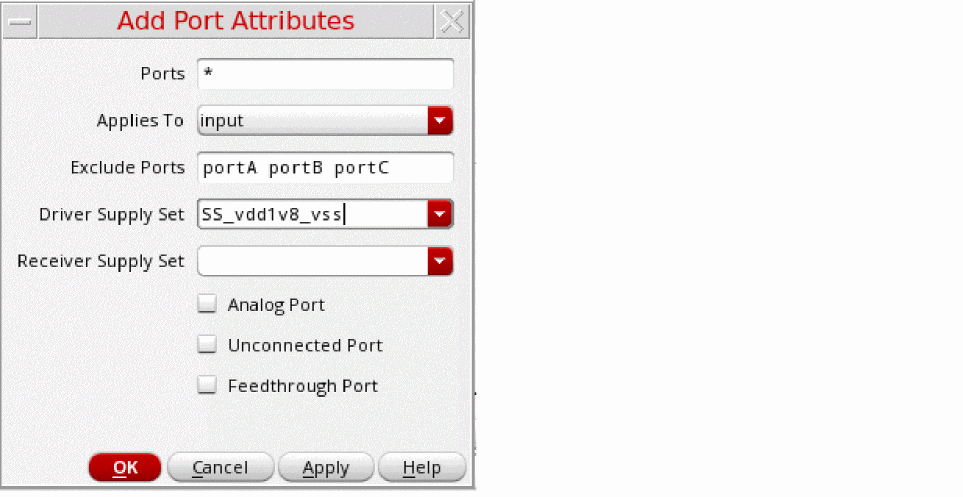 Add Port Attributes
Ports *
Applies To input
Exclude Ports portA portB portC
Driver Supply Set SS_vdd1v8_vss
Receiver Supply Set
Analog Port
Unconnected Port
Feedthrough Port
OK Cancel Apply Help